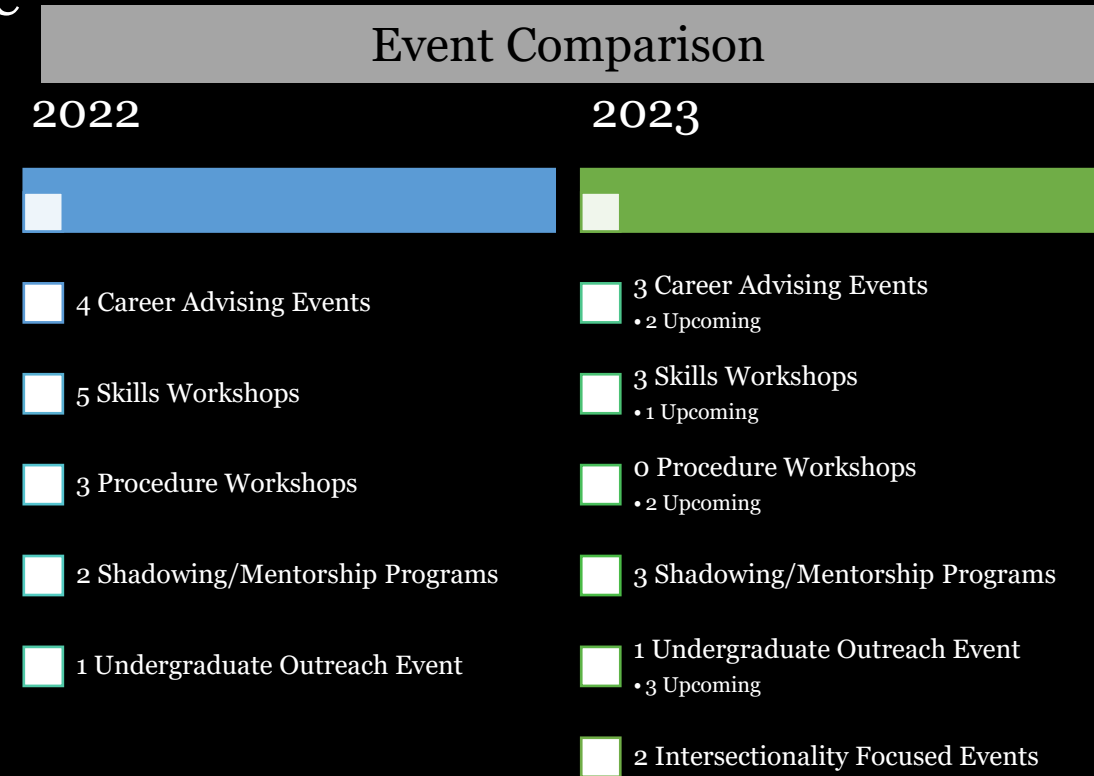 Event Comparison
2022
4 Career Advising Events
5 Skills Workshops
3 Procedure Workshops
2 Shadowing/Mentorship Programs
1 Undergraduate Outreach Event
2023
3 Career Advising Events
• 2 Upcoming
3 Skills Workshops
• 1 Upcoming
0 Procedure Workshops
• 2 Upcoming
3 Shadowing/Mentorship Programs
1 Undergraduate Outreach Event
• 3 Upcoming
2 Intersectionality Focused Events